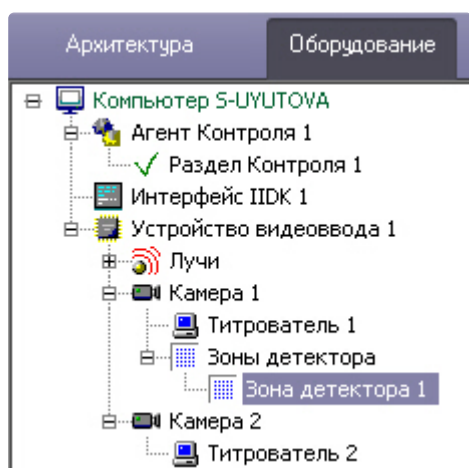 Архитектура Оборудование
Компьютер S-UYUTOVA
Агент Контроля 1
Раздел Контроля 1
Интерфейс IIDK 1
Устройство видеоввода 1
Лучи
Камера 1
Титрователь 1
Зоны детектора
Зона детектора 1
Камера 2
Титрователь 2